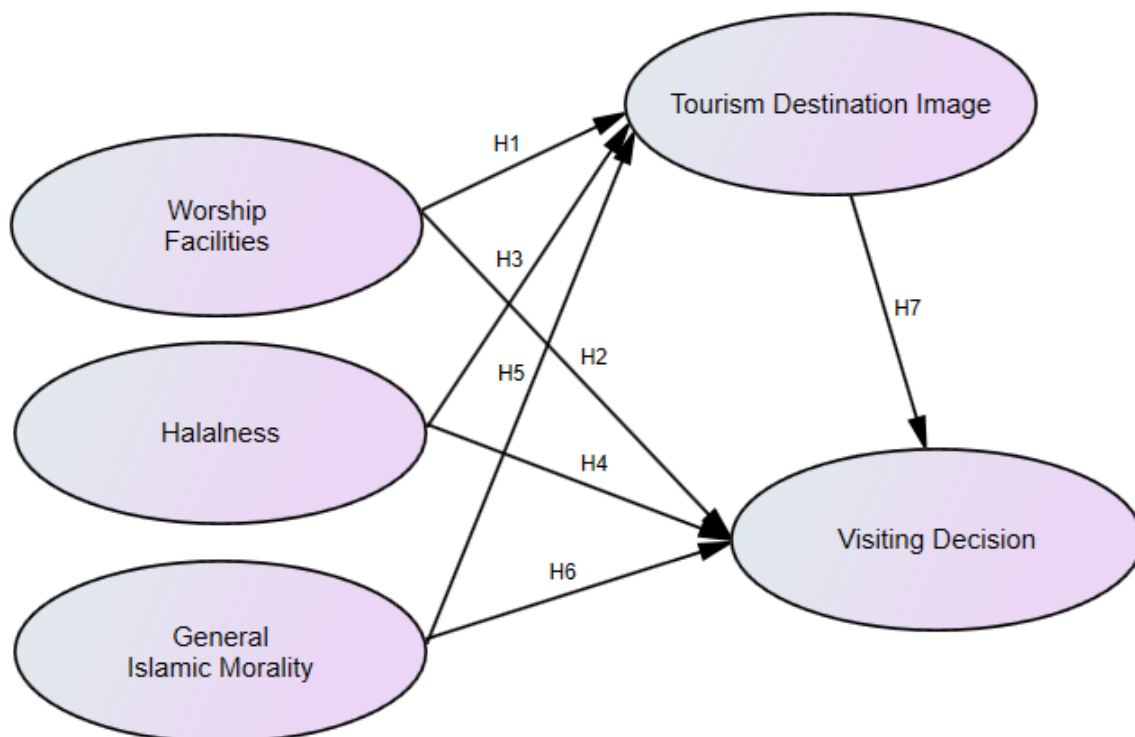 Tourism Destination Image
H1
Worship
Facilities
H3
H7
H2
H5
Halalness
H4
Visiting Decision
H6
General
Islamic Morality